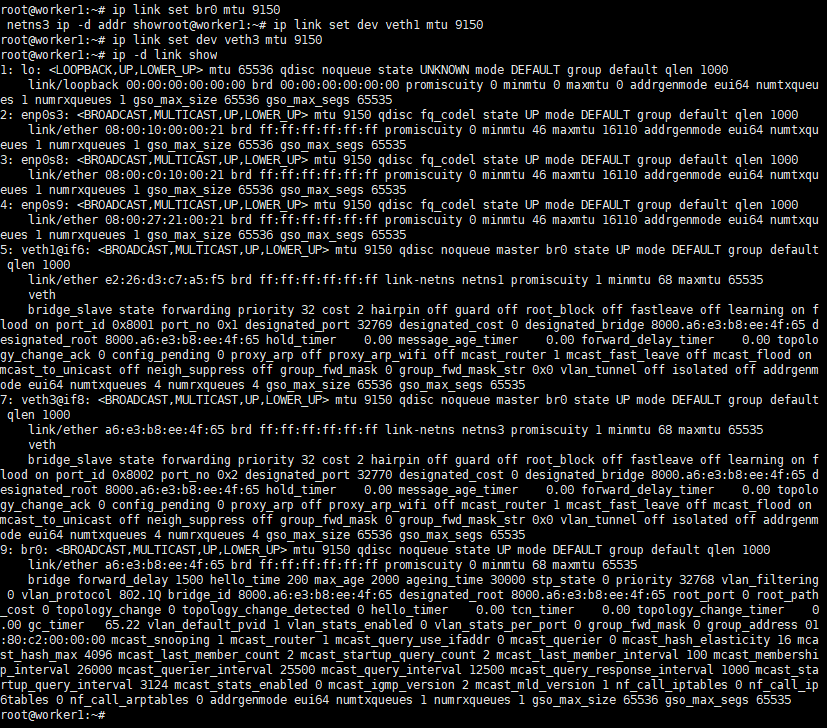 root@worker1:~# ip link set br0 mtu 9150
 netns3 ip -d addr showroot@worker1:~# ip link set dev veth1 mtu 9150
root@worker1:~# ip link set dev veth3 mtu 9150
root@worker1:~# ip -d link show
1: lo: <LOOPBACK,UP,LOWER_UP> mtu 65536 qdisc noqueue state UNKNOWN mode DEFAULT group default qlen 1000
    link/loopback 00:00:00:00:00:00 brd 00:00:00:00:00:00 promiscuity 0 minmtu 0 maxmtu 0 addrgenmode eui64 numtxqueu
es 1 numrxqueues 1 gso_max_size 65536 gso_max_segs 65535
2: enp0s3: <BROADCAST,MULTICAST,UP,LOWER_UP> mtu 9150 qdisc fq_codel state UP mode DEFAULT group default qlen 1000
    link/ether 08:00:10:00:00:21 brd ff:ff:ff:ff:ff:ff promiscuity 0 minmtu 46 maxmtu 16110 addrgenmode eui64 numtxqu
eues 1 numrxqueues 1 gso_max_size 65536 gso_max_segs 65535
3: enp0s8: <BROADCAST,MULTICAST,UP,LOWER_UP> mtu 9150 qdisc fq_codel state UP mode DEFAULT group default qlen 1000
    link/ether 08:00:c0:10:00:21 brd ff:ff:ff:ff:ff:ff promiscuity 0 minmtu 46 maxmtu 16110 addrgenmode eui64 numtxqu
eues 1 numrxqueues 1 gso_max_size 65536 gso_max_segs 65535
4: enp0s9: <BROADCAST,MULTICAST,UP,LOWER_UP> mtu 9150 qdisc fq_codel state UP mode DEFAULT group default qlen 1000
    link/ether 08:00:27:21:00:21 brd ff:ff:ff:ff:ff:ff promiscuity 0 minmtu 46 maxmtu 16110 addrgenmode eui64 numtxqu
eues 1 numrxqueues 1 gso_max_size 65536 gso_max_segs 65535
5: veth1@if6: <BROADCAST,MULTICAST,UP,LOWER_UP> mtu 9150 qdisc noqueue master br0 state UP mode DEFAULT group default
 qlen 1000
    link/ether e2:26:d3:c7:a5:f5 brd ff:ff:ff:ff:ff:ff link-netns netns1 promiscuity 1 minmtu 68 maxmtu 65535
    veth
    bridge_slave state forwarding priority 32 cost 2 hairpin off guard off root_block off fastleave off learning on f
lood on port_id 0x8001 port_no 0x1 designated_port 32769 designated_cost 0 designated_bridge 8000.a6:e3:b8:ee:4f:65 d
esignated_root 8000.a6:e3:b8:ee:4f:65 hold_timer    0.00 message_age_timer    0.00 forward_delay_timer    0.00 topolo
gy_change_ack 0 config_pending 0 proxy_arp off proxy_arp_wifi off mcast_router 1 mcast_fast_leave off mcast_flood on
mcast_to_unicast off neigh_suppress off group_fwd_mask 0 group_fwd_mask_str 0x0 vlan_tunnel off isolated off addrgenm
ode eui64 numtxqueues 4 numrxqueues 4 gso_max_size 65536 gso_max_segs 65535
7: veth3@if8: <BROADCAST,MULTICAST,UP,LOWER_UP> mtu 9150 qdisc noqueue master br0 state UP mode DEFAULT group default
 qlen 1000
    link/ether a6:e3:b8:ee:4f:65 brd ff:ff:ff:ff:ff:ff link-netns netns3 promiscuity 1 minmtu 68 maxmtu 65535
    veth
    bridge_slave state forwarding priority 32 cost 2 hairpin off guard off root_block off fastleave off learning on f
lood on port_id 0x8002 port_no 0x2 designated_port 32770 designated_cost 0 designated_bridge 8000.a6:e3:b8:ee:4f:65 d
esignated_root 8000.a6:e3:b8:ee:4f:65 hold_timer    0.00 message_age_timer    0.00 forward_delay_timer    0.00 topolo
gy_change_ack 0 config_pending 0 proxy_arp off proxy_arp_wifi off mcast_router 1 mcast_fast_leave off mcast_flood on
mcast_to_unicast off neigh_suppress off group_fwd_mask 0 group_fwd_mask_str 0x0 vlan_tunnel off isolated off addrgenm
ode eui64 numtxqueues 4 numrxqueues 4 gso_max_size 65536 gso_max_segs 65535
9: br0: <BROADCAST,MULTICAST,UP,LOWER_UP> mtu 9150 qdisc noqueue state UP mode DEFAULT group default qlen 1000
    link/ether a6:e3:b8:ee:4f:65 brd ff:ff:ff:ff:ff:ff promiscuity 0 minmtu 68 maxmtu 65535
    bridge forward_delay 1500 hello_time 200 max_age 2000 ageing_time 30000 stp_state 0 priority 32768 vlan_filtering
 0 vlan_protocol 802.1Q bridge_id 8000.a6:e3:b8:ee:4f:65 designated_root 8000.a6:e3:b8:ee:4f:65 root_port 0 root_path
_cost 0 topology_change 0 topology_change_detected 0 hello_timer    0.00 tcn_timer    0.00 topology_change_timer    0
.00 gc_timer   65.22 vlan_default_pvid 1 vlan_stats_enabled 0 vlan_stats_per_port 0 group_fwd_mask 0 group_address 01
:80:c2:00:00:00 mcast_snooping 1 mcast_router 1 mcast_query_use_ifaddr 0 mcast_querier 0 mcast_hash_elasticity 16 mca
st_hash_max 4096 mcast_last_member_count 2 mcast_startup_query_count 2 mcast_last_member_interval 100 mcast_membershi
p_interval 26000 mcast_querier_interval 25500 mcast_query_interval 12500 mcast_query_response_interval 1000 mcast_sta
rtup_query_interval 3124 mcast_stats_enabled 0 mcast_igmp_version 2 mcast_mld_version 1 nf_call_iptables 0 nf_call_ip
6tables 0 nf_call_arptables 0 addrgenmode eui64 numtxqueues 1 numrxqueues 1 gso_max_size 65536 gso_max_segs 65535
root@worker1:~#